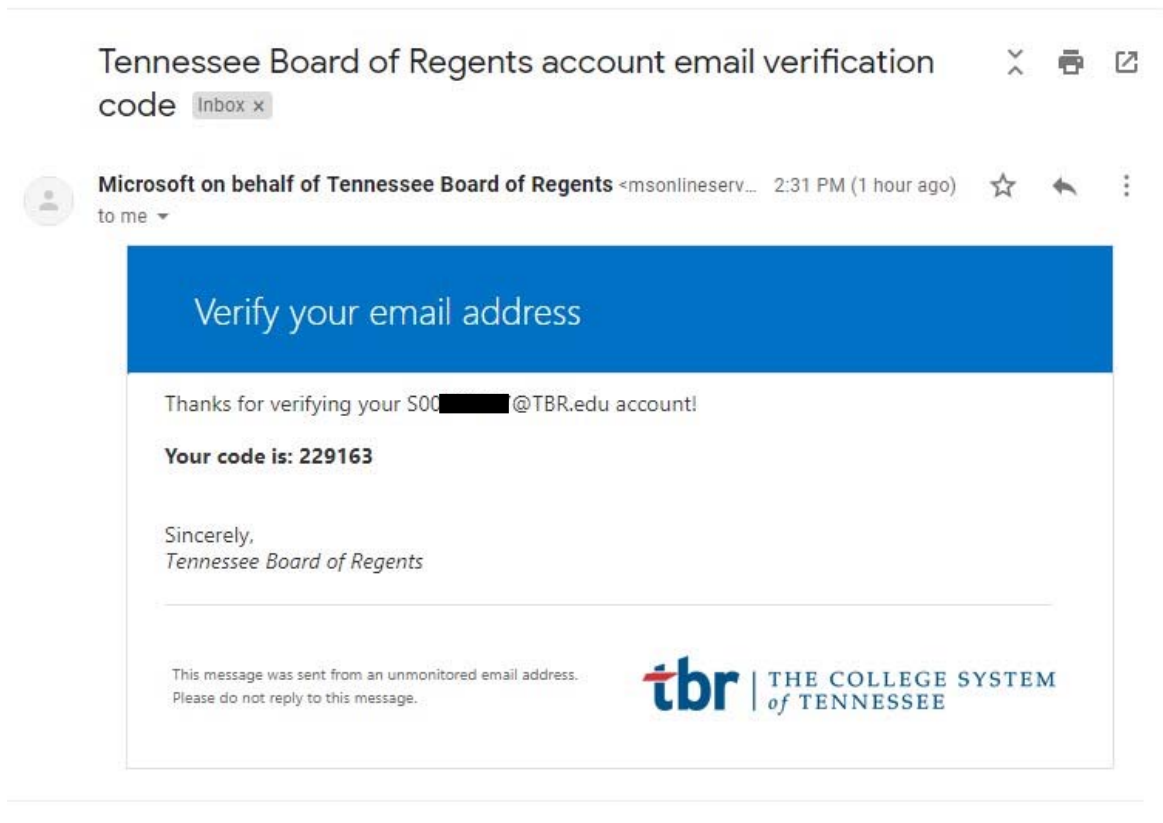 Tennessee Board of Regents account email verification
code Inbox x
Microsoft on behalf of Tennessee Board of Regents <msonlineserv... 2:31 PM (1 hour ago)
to me
Verify your email address
Thanks for verifying your S00 @TBR.edu account!
Your code is: 229163
Sincerely,
Tennessee Board of Regents
This message was sent from an unmonitored email address.
Please do not reply to this message.
tbr | THE COLLEGE SYSTEM
of TENNESSEE